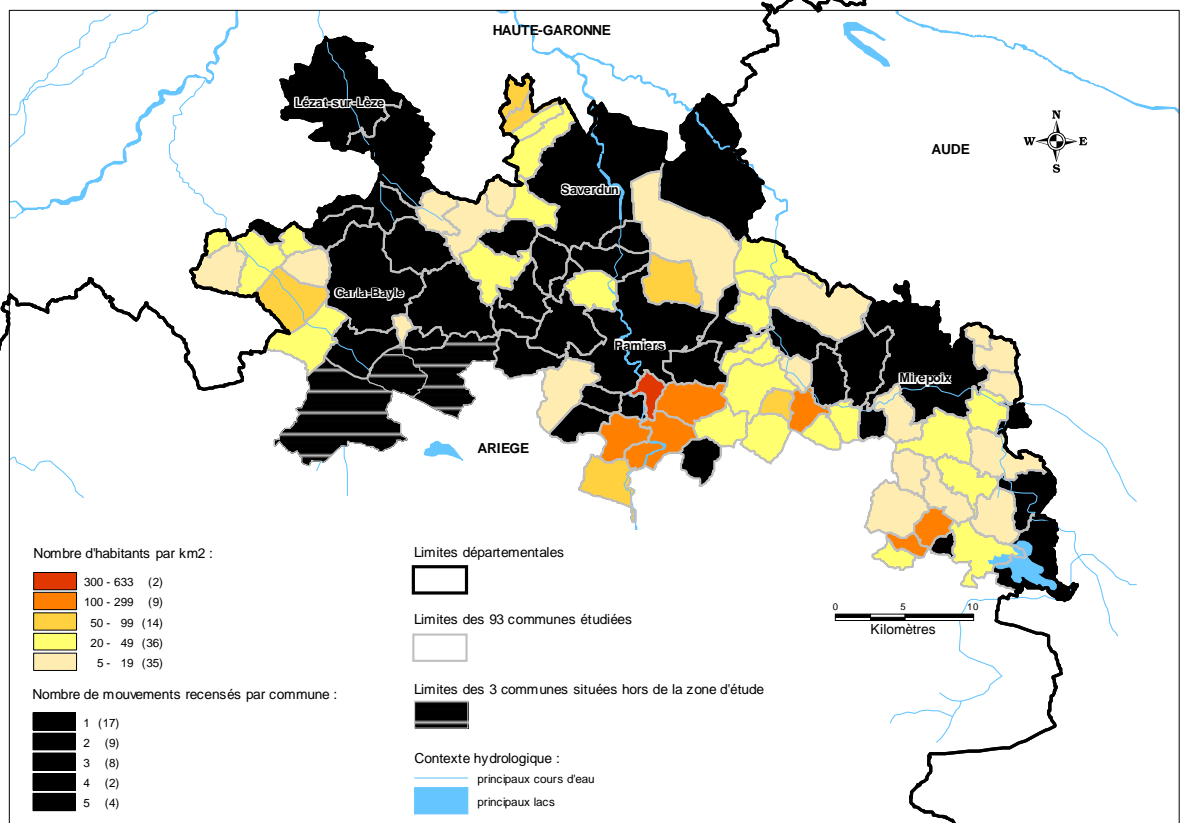 HAUTE-GARONNE
Lézat-sur-Lèze
N
W E
S
AUDE
Saverdun
Carla-Bayle
Pamiers
Mirepoix
ARIEGE
Nombre d'habitants par km2 :
300 - 633 (2)
100 - 299 (9)
50 - 99 (14)
20 - 49 (36)
5 - 19 (35)
Nombre de mouvements recensés par commune :
1 (17)
2 (9)
3 (8)
4 (2)
5 (4)
Limites départementales
Limites des 93 communes étudiées
Limites des 3 communes situées hors de la zone d'étude
Contexte hydrologique :
principaux cours d'eau
principaux lacs
0 5 10
Kilomètres